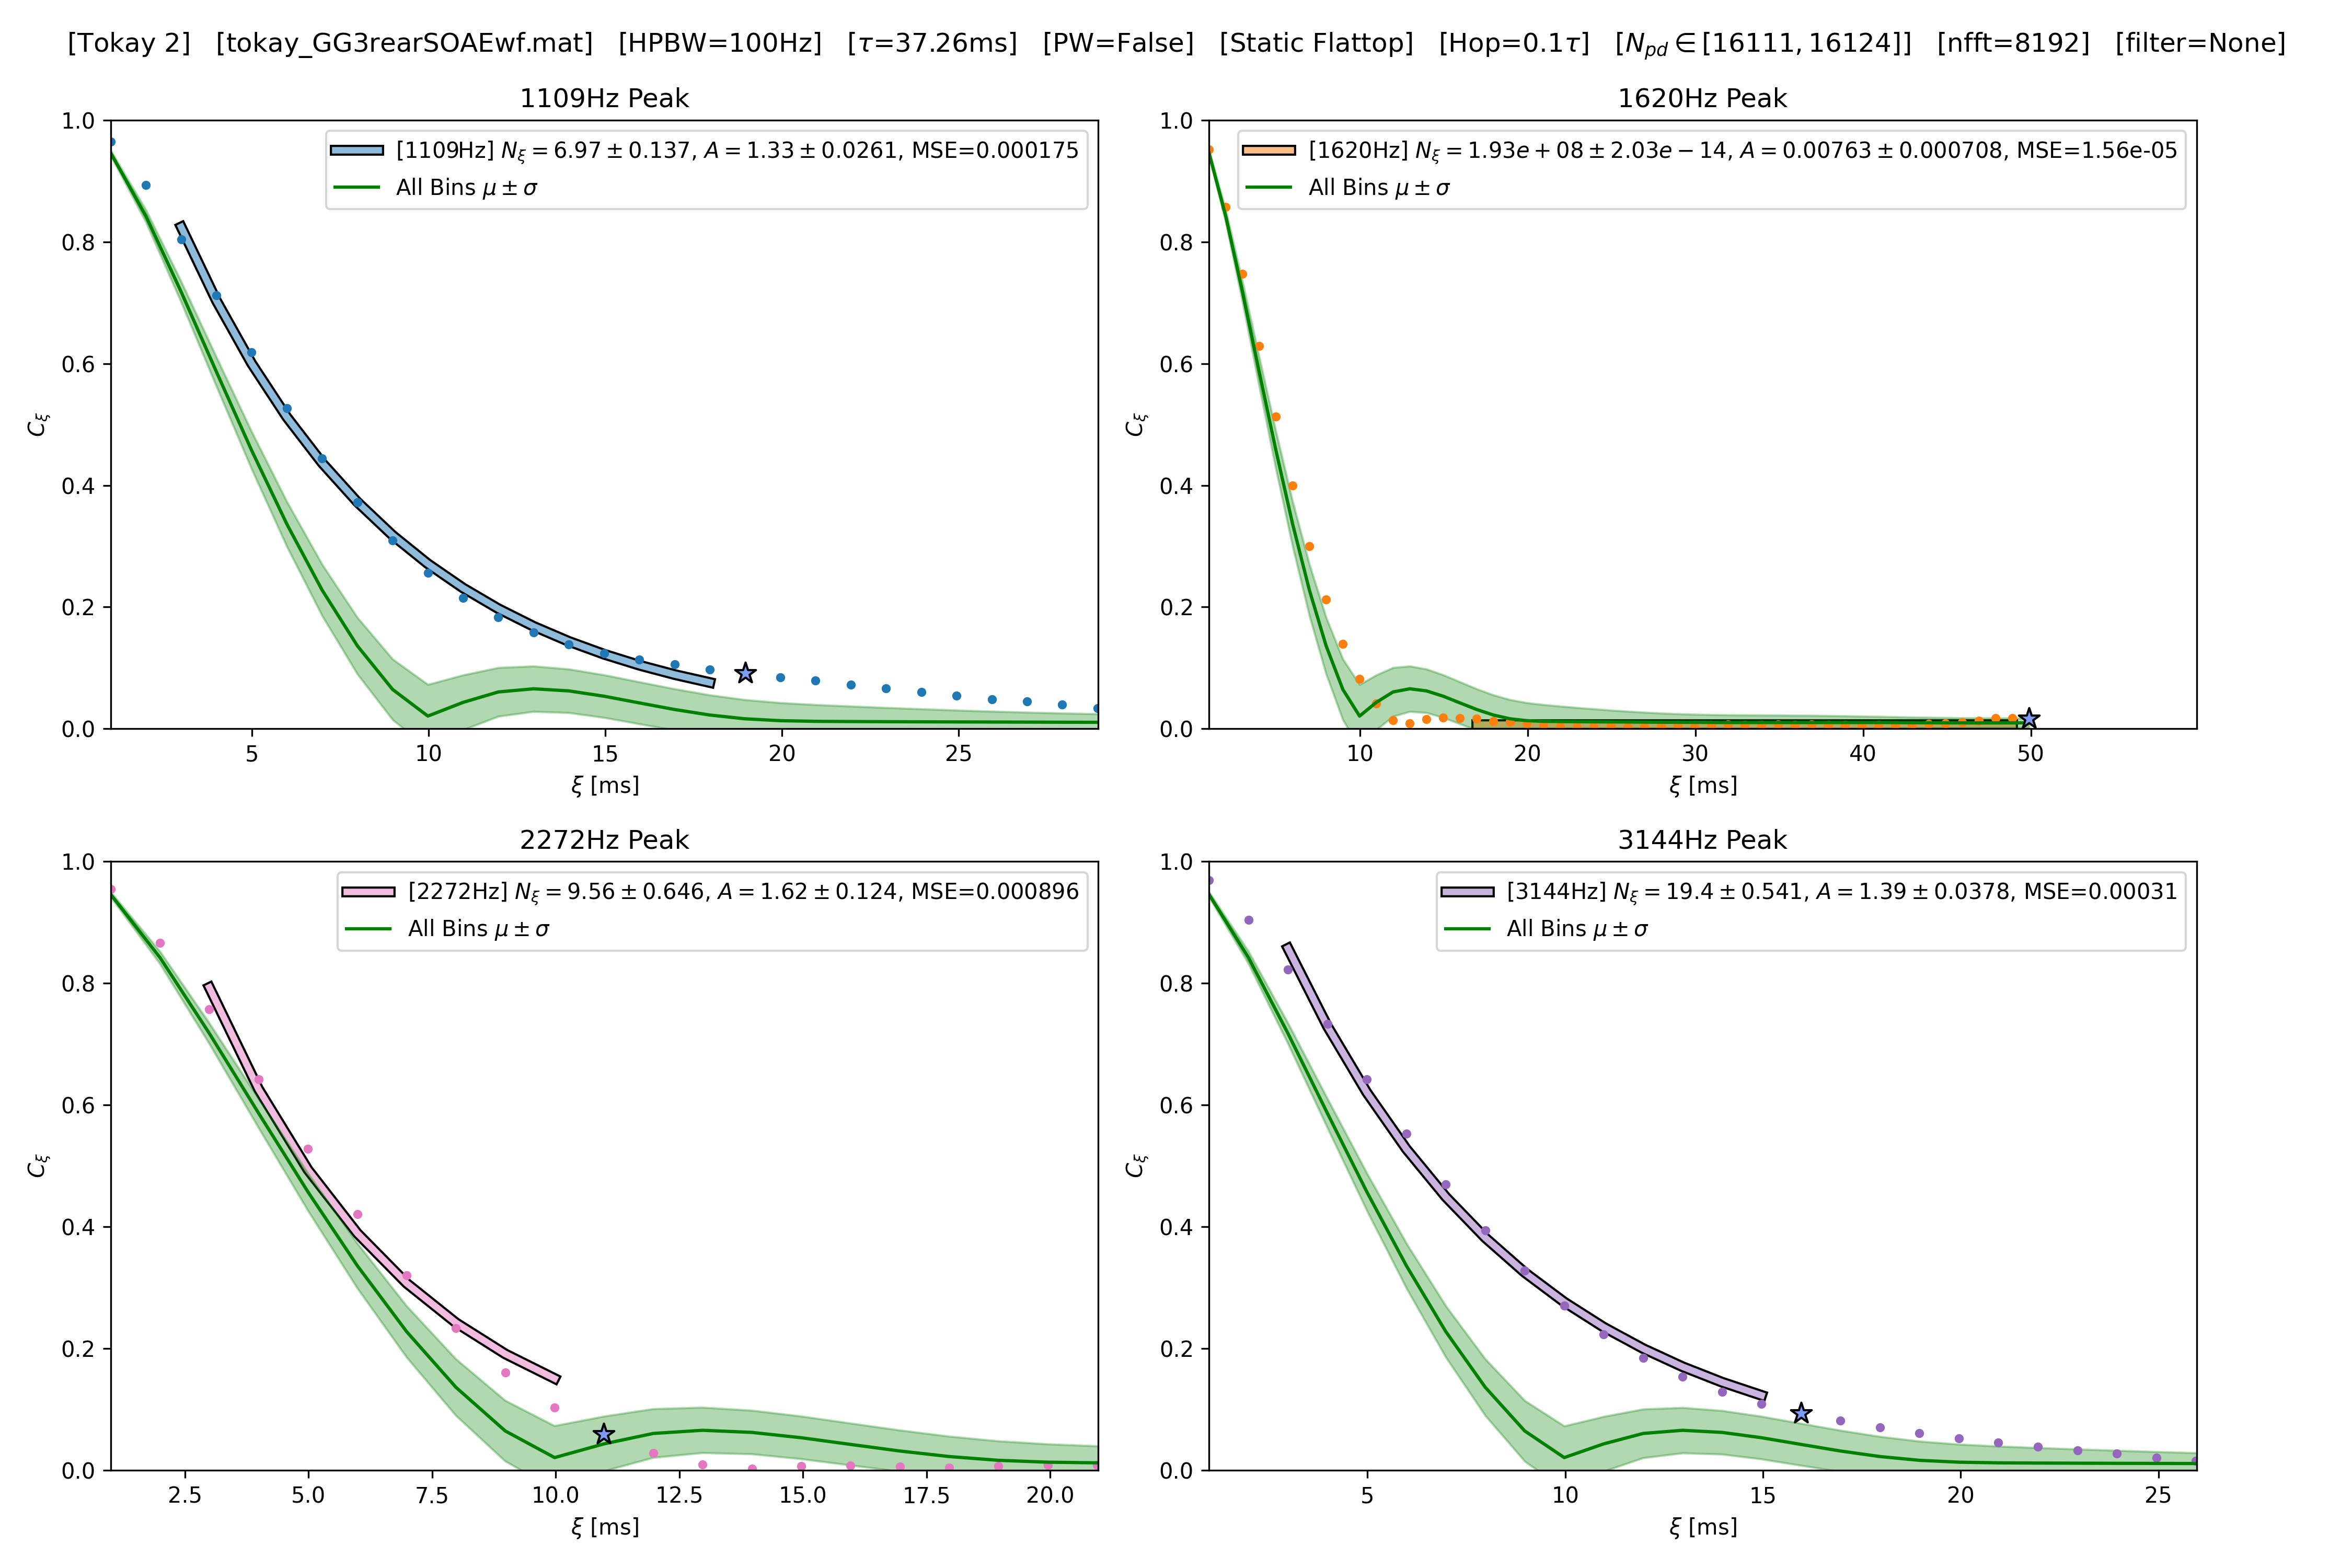 [Tokay 2] [tokay_GG3rearSOAEwf.mat] [HPBW=100Hz] [τ=37.26ms] [PW=False] [Static Flattop] [Hop=0.1τ] [N_pd ∈ [16111, 16124]] [nfft=8192] [filter=None]
1109Hz Peak
[1109Hz] N_ξ = 6.97 ± 0.137, A = 1.33 ± 0.0261, MSE=0.000175
All Bins μ ± σ
1.0
0.8
0.6
0.4
0.2
0.0
C_ξ
5 10 15 20 25
ξ [ms]
1620Hz Peak
[1620Hz] N_ξ = 1.93e + 08 ± 2.03e − 14, A = 0.00763 ± 0.000708, MSE=1.56e-05
All Bins μ ± σ
1.0
0.8
0.6
0.4
0.2
0.0
C_ξ
10 20 30 40 50
ξ [ms]
2272Hz Peak
[2272Hz] N_ξ = 9.56 ± 0.646, A = 1.62 ± 0.124, MSE=0.000896
All Bins μ ± σ
1.0
0.8
0.6
0.4
0.2
0.0
C_ξ
2.5 5.0 7.5 10.0 12.5 15.0 17.5 20.0
ξ [ms]
3144Hz Peak
[3144Hz] N_ξ = 19.4 ± 0.541, A = 1.39 ± 0.0378, MSE=0.00031
All Bins μ ± σ
1.0
0.8
0.6
0.4
0.2
0.0
C_ξ
5 10 15 20 25
ξ [ms]